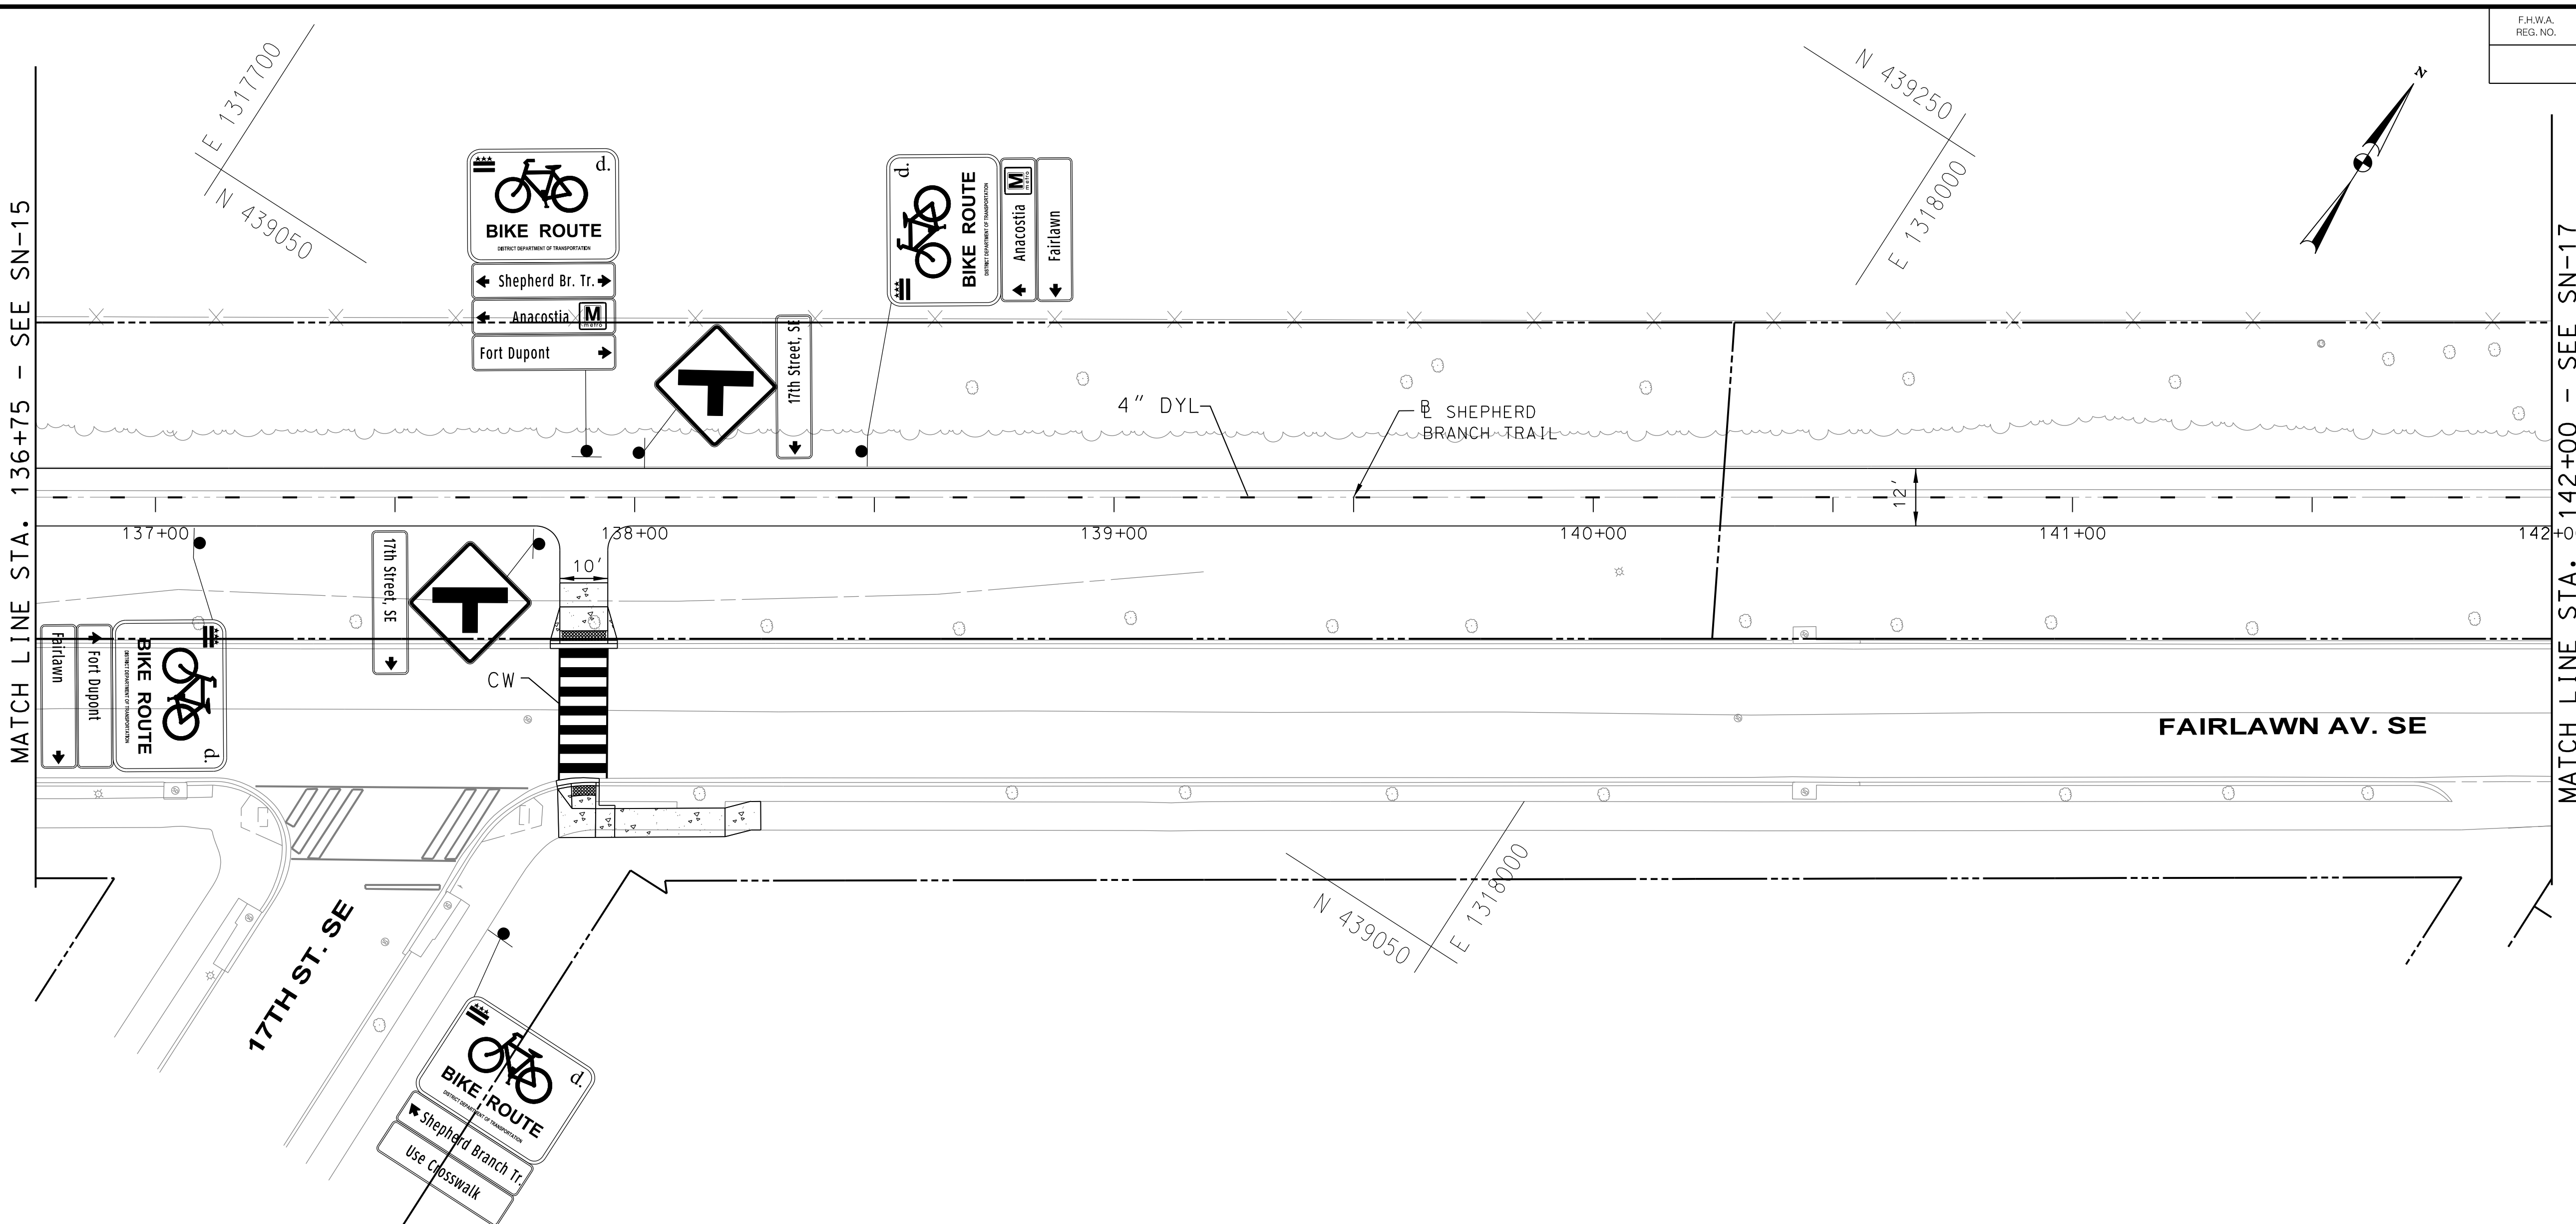 F.H.W.A.
REG. NO.
MATCH LINE STA. 136+75 - SEE SN-15
E 1317700
N 439050
d.
BIKE ROUTE
DISTRICT DEPARTMENT OF TRANSPORTATION
Shepherd Br. Tr.
Anacostia M metro
Fort Dupont
17th Street, SE
d.
BIKE ROUTE
DISTRICT DEPARTMENT OF TRANSPORTATION
Anacostia M metro
Fairlawn
4" DYL
BL SHEPHERD
BRANCH TRAIL
N 439250
E 1318000
N
12'
137+00
138+00
139+00
140+00
141+00
142+00
MATCH LINE STA. 142+00 - SEE SN-17
17th Street, SE
10'
CW
Fairlawn
Fort Dupont
BIKE ROUTE
DISTRICT DEPARTMENT OF TRANSPORTATION
d.
FAIRLAWN AV. SE
17TH ST. SE
N 439050
E 1318000
d.
BIKE ROUTE
DISTRICT DEPARTMENT OF TRANSPORTATION
Shepherd Branch Tr.
Use Crosswalk